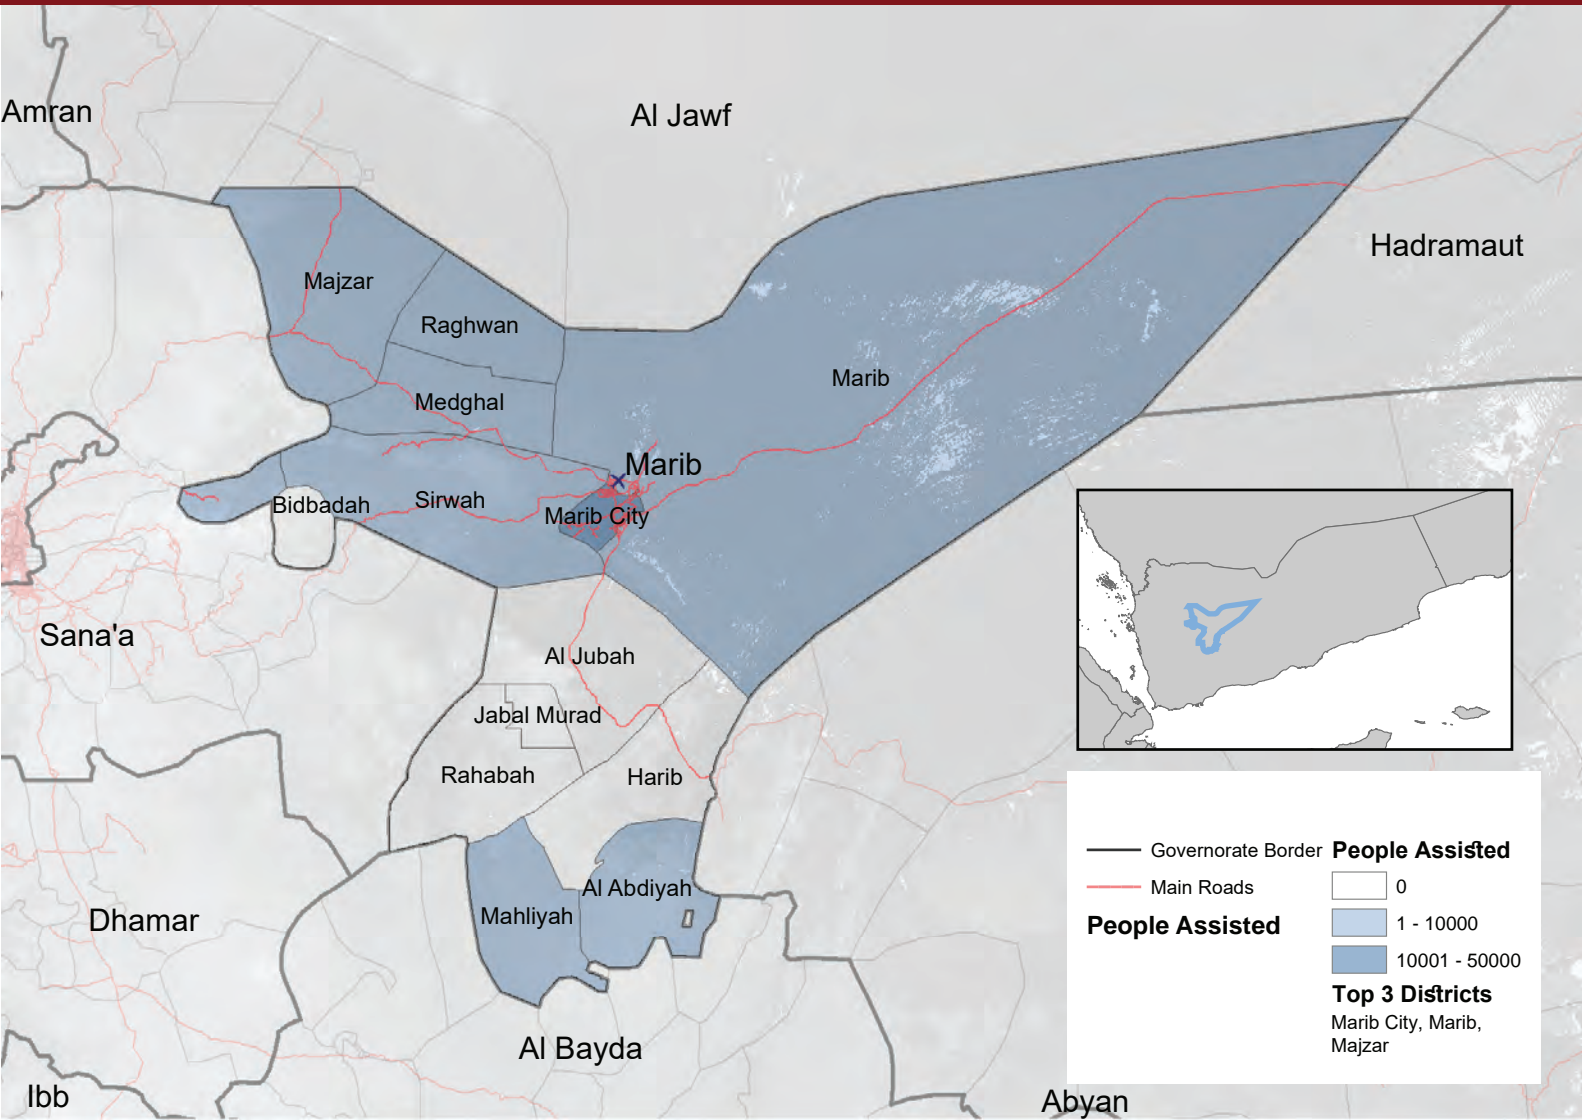 Amran
Al Jawf
Hadramaut
Majzar
Raghwan
Marib
Medghal
Marib
Bidbadah
Sirwah
Marib City
Sana'a
Al Jubah
Jabal Murad
Rahabah
Harib
Al Abdiyah
Mahliyah
Dhamar
Al Bayda
Ibb
Abyan
Governorate Border
Main Roads
People Assisted
People Assisted
0
1 - 10000
10001 - 50000
Top 3 Districts
Marib City, Marib,
Majzar